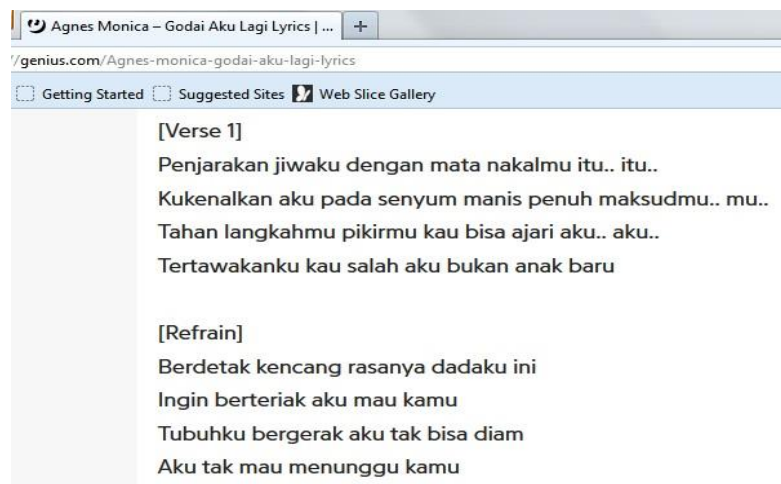 Agnes Monica – Godai Aku Lagi Lyrics | ...
//genius.com/Agnes-monica-godai-aku-lagi-lyrics
Getting Started Suggested Sites Web Slice Gallery
[Verse 1]
Penjarakan jiwaku dengan mata nakalmu itu.. itu..
Kukenalkan aku pada senyum manis penuh maksudmu.. mu..
Tahan langkahmu pikirmu kau bisa ajari aku.. aku..
Tertawakanku kau salah aku bukan anak baru
[Refrain]
Berdetak kencang rasanya dadaku ini
Ingin berteriak aku mau kamu
Tubuhku bergerak aku tak bisa diam
Aku tak mau menunggu kamu